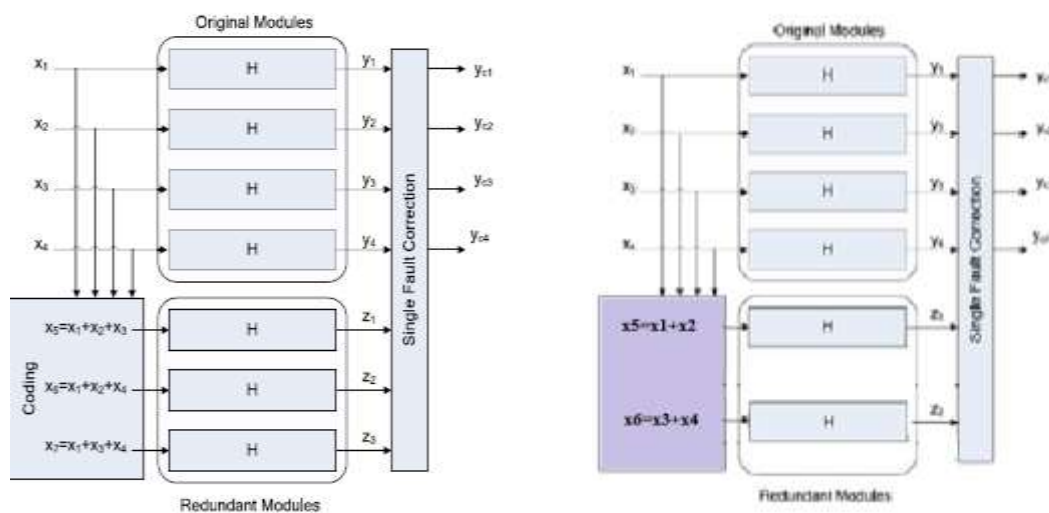 Original Modules
x1 H y1 yc1
x2 H y2 yc2
x3 H y3 yc3
x4 H y4 yc4
Single Fault Correction
Coding
x5=x1+x2+x3 H z1
x6=x1+x2+x4 H z2
x7=x1+x3+x4 H z3
Redundant Modules
Original Modules
x1 H y1
H
H y3
x4 H y4
Single Fault Correction
x5=x1+x2 H
x6=x3+x4 H z2
Redundant Modules